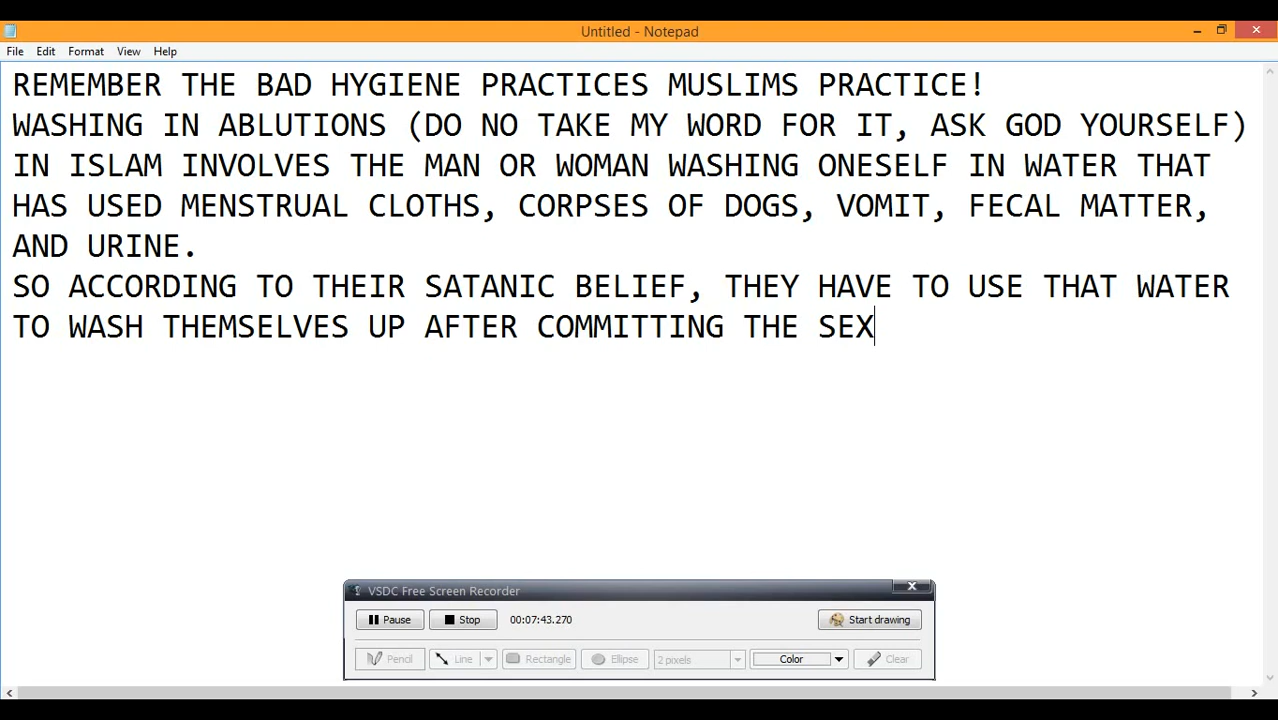 Untitled - Notepad
File Edit Format View Help
REMEMBER THE BAD HYGIENE PRACTICES MUSLIMS PRACTICE!
WASHING IN ABLUTIONS (DO NO TAKE MY WORD FOR IT, ASK GOD YOURSELF)
IN ISLAM INVOLVES THE MAN OR WOMAN WASHING ONESELF IN WATER THAT
HAS USED MENSTRUAL CLOTHS, CORPSES OF DOGS, VOMIT, FECAL MATTER,
AND URINE.
SO ACCORDING TO THEIR SATANIC BELIEF, THEY HAVE TO USE THAT WATER
TO WASH THEMSELVES UP AFTER COMMITTING THE SEX
VSDC Free Screen Recorder
Pause Stop 00:07:43.270 Start drawing
Pencil Line Rectangle Ellipse 2 pixels Color Clear